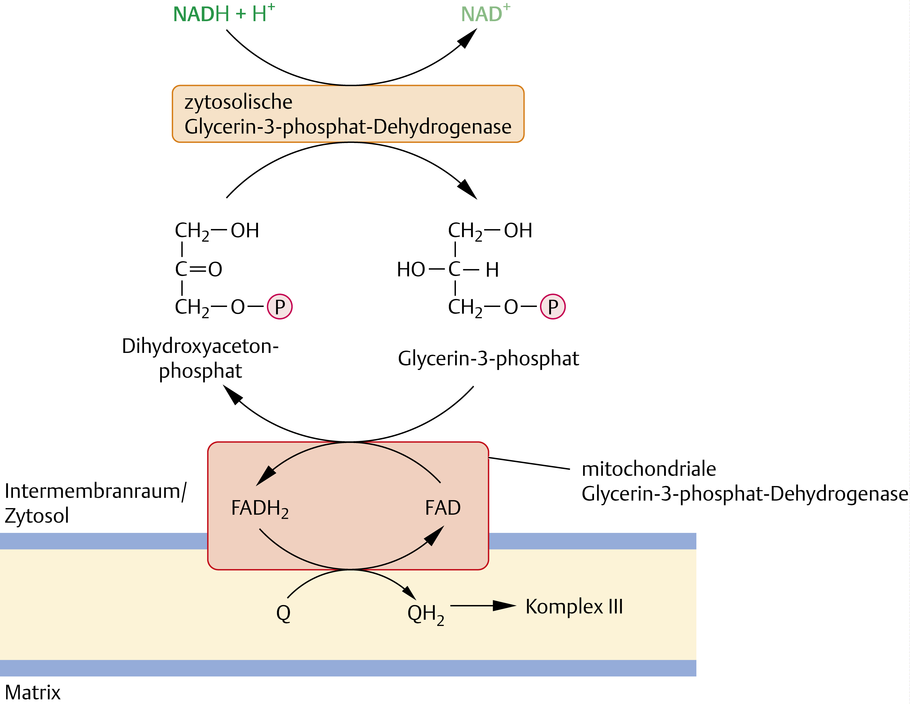 NADH + H⁺
NAD⁺
zytosolische
Glycerin-3-phosphat-Dehydrogenase
CH₂—OH
C=O
CH₂—O—P
CH₂—OH
HO—C—H
CH₂—O—P
Dihydroxyaceton-
phosphat
Glycerin-3-phosphat
mitochondriale
Glycerin-3-phosphat-Dehydrogenase
Intermembranraum/
Zytosol
FADH₂
FAD
Q
QH₂
Komplex III
Matrix